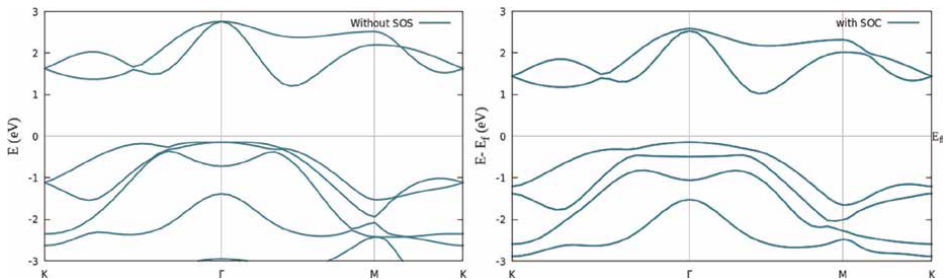 3
2
1
0
-1
-2
-3
E (eV)
Without SOS
K
Γ
M
K
3
2
1
0
-1
-2
-3
E- E_f (eV)
with SOC
E_f
K
Γ
M
K